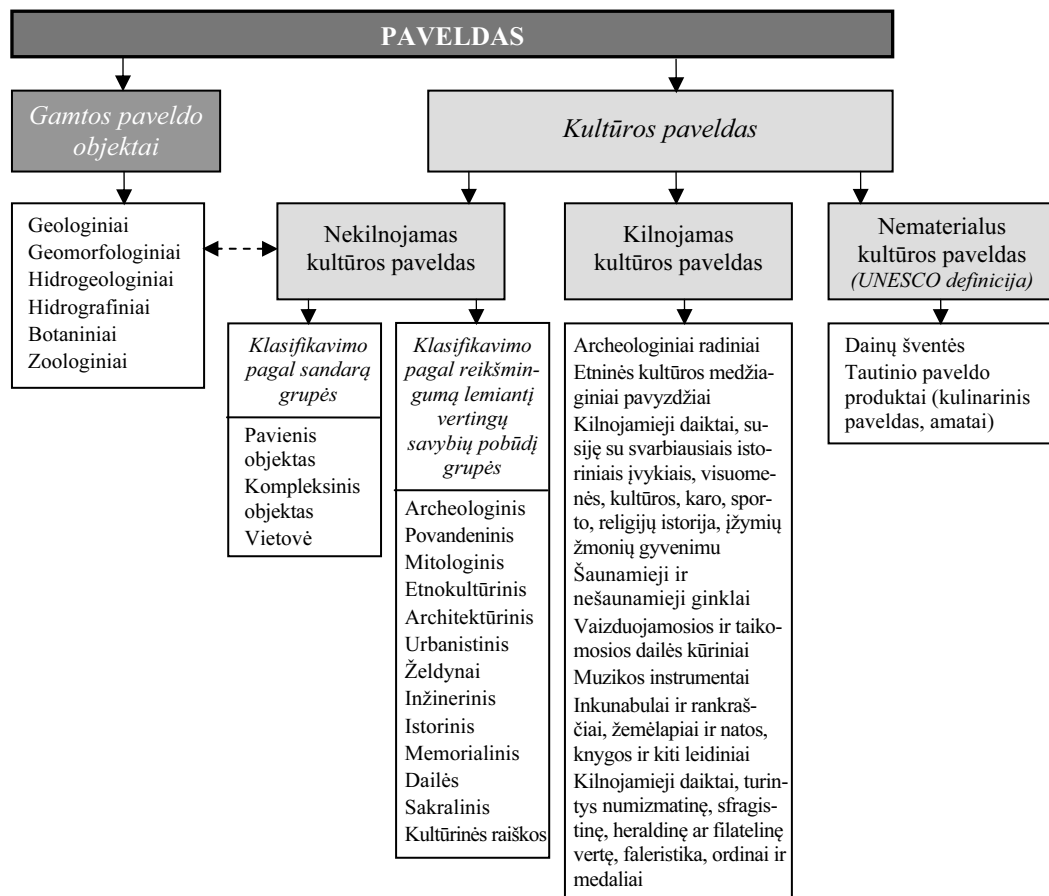 PAVELDAS
Gamtos paveldo
objektai
Kultūros paveldas
Geologiniai
Geomorfologiniai
Hidrogeologiniai
Hidrografiniai
Botaniniai
Zoologiniai
Nekilnojamas
kultūros paveldas
Kilnojamas
kultūros paveldas
Nematerialus
kultūros paveldas
(UNESCO definicija)
Klasifikavimo
pagal sandarą
grupės
Pavienis
objektas
Kompleksinis
objektas
Vietovė
Klasifikavimo
pagal reikšmin-
gumą lemiantį
vertingų
savybių pobūdį
grupės
Archeologinis
Povandeninis
Mitologinis
Etnokultūrinis
Architektūrinis
Urbanistinis
Želdynai
Inžinerinis
Istorinis
Memorialinis
Dailės
Sakralinis
Kultūrinės raiškos
Archeologiniai radiniai
Etninės kultūros medžia-
giniai pavyzdžiai
Kilnojamieji daiktai, su-
siję su svarbiausiais isto-
riniais įvykiais, visuome-
nės, kultūros, karo, spor-
to, religijų istorija, įžymių
žmonių gyvenimu
Šaunamieji ir
nešaunamieji ginklai
Vaizduojamosios ir taiko-
mosios dailės kūriniai
Muzikos instrumentai
Inkunabulai ir rankraš-
čiai, žemėlapiai ir natos,
knygos ir kiti leidiniai
Kilnojamieji daiktai, turin-
tys numizmatinę, sfragis-
tinę, heraldinę ar filatelinę
vertę, faleristika, ordinai ir
medaliai
Dainų šventės
Tautinio paveldo
produktai (kulinarinis
paveldas, amatai)